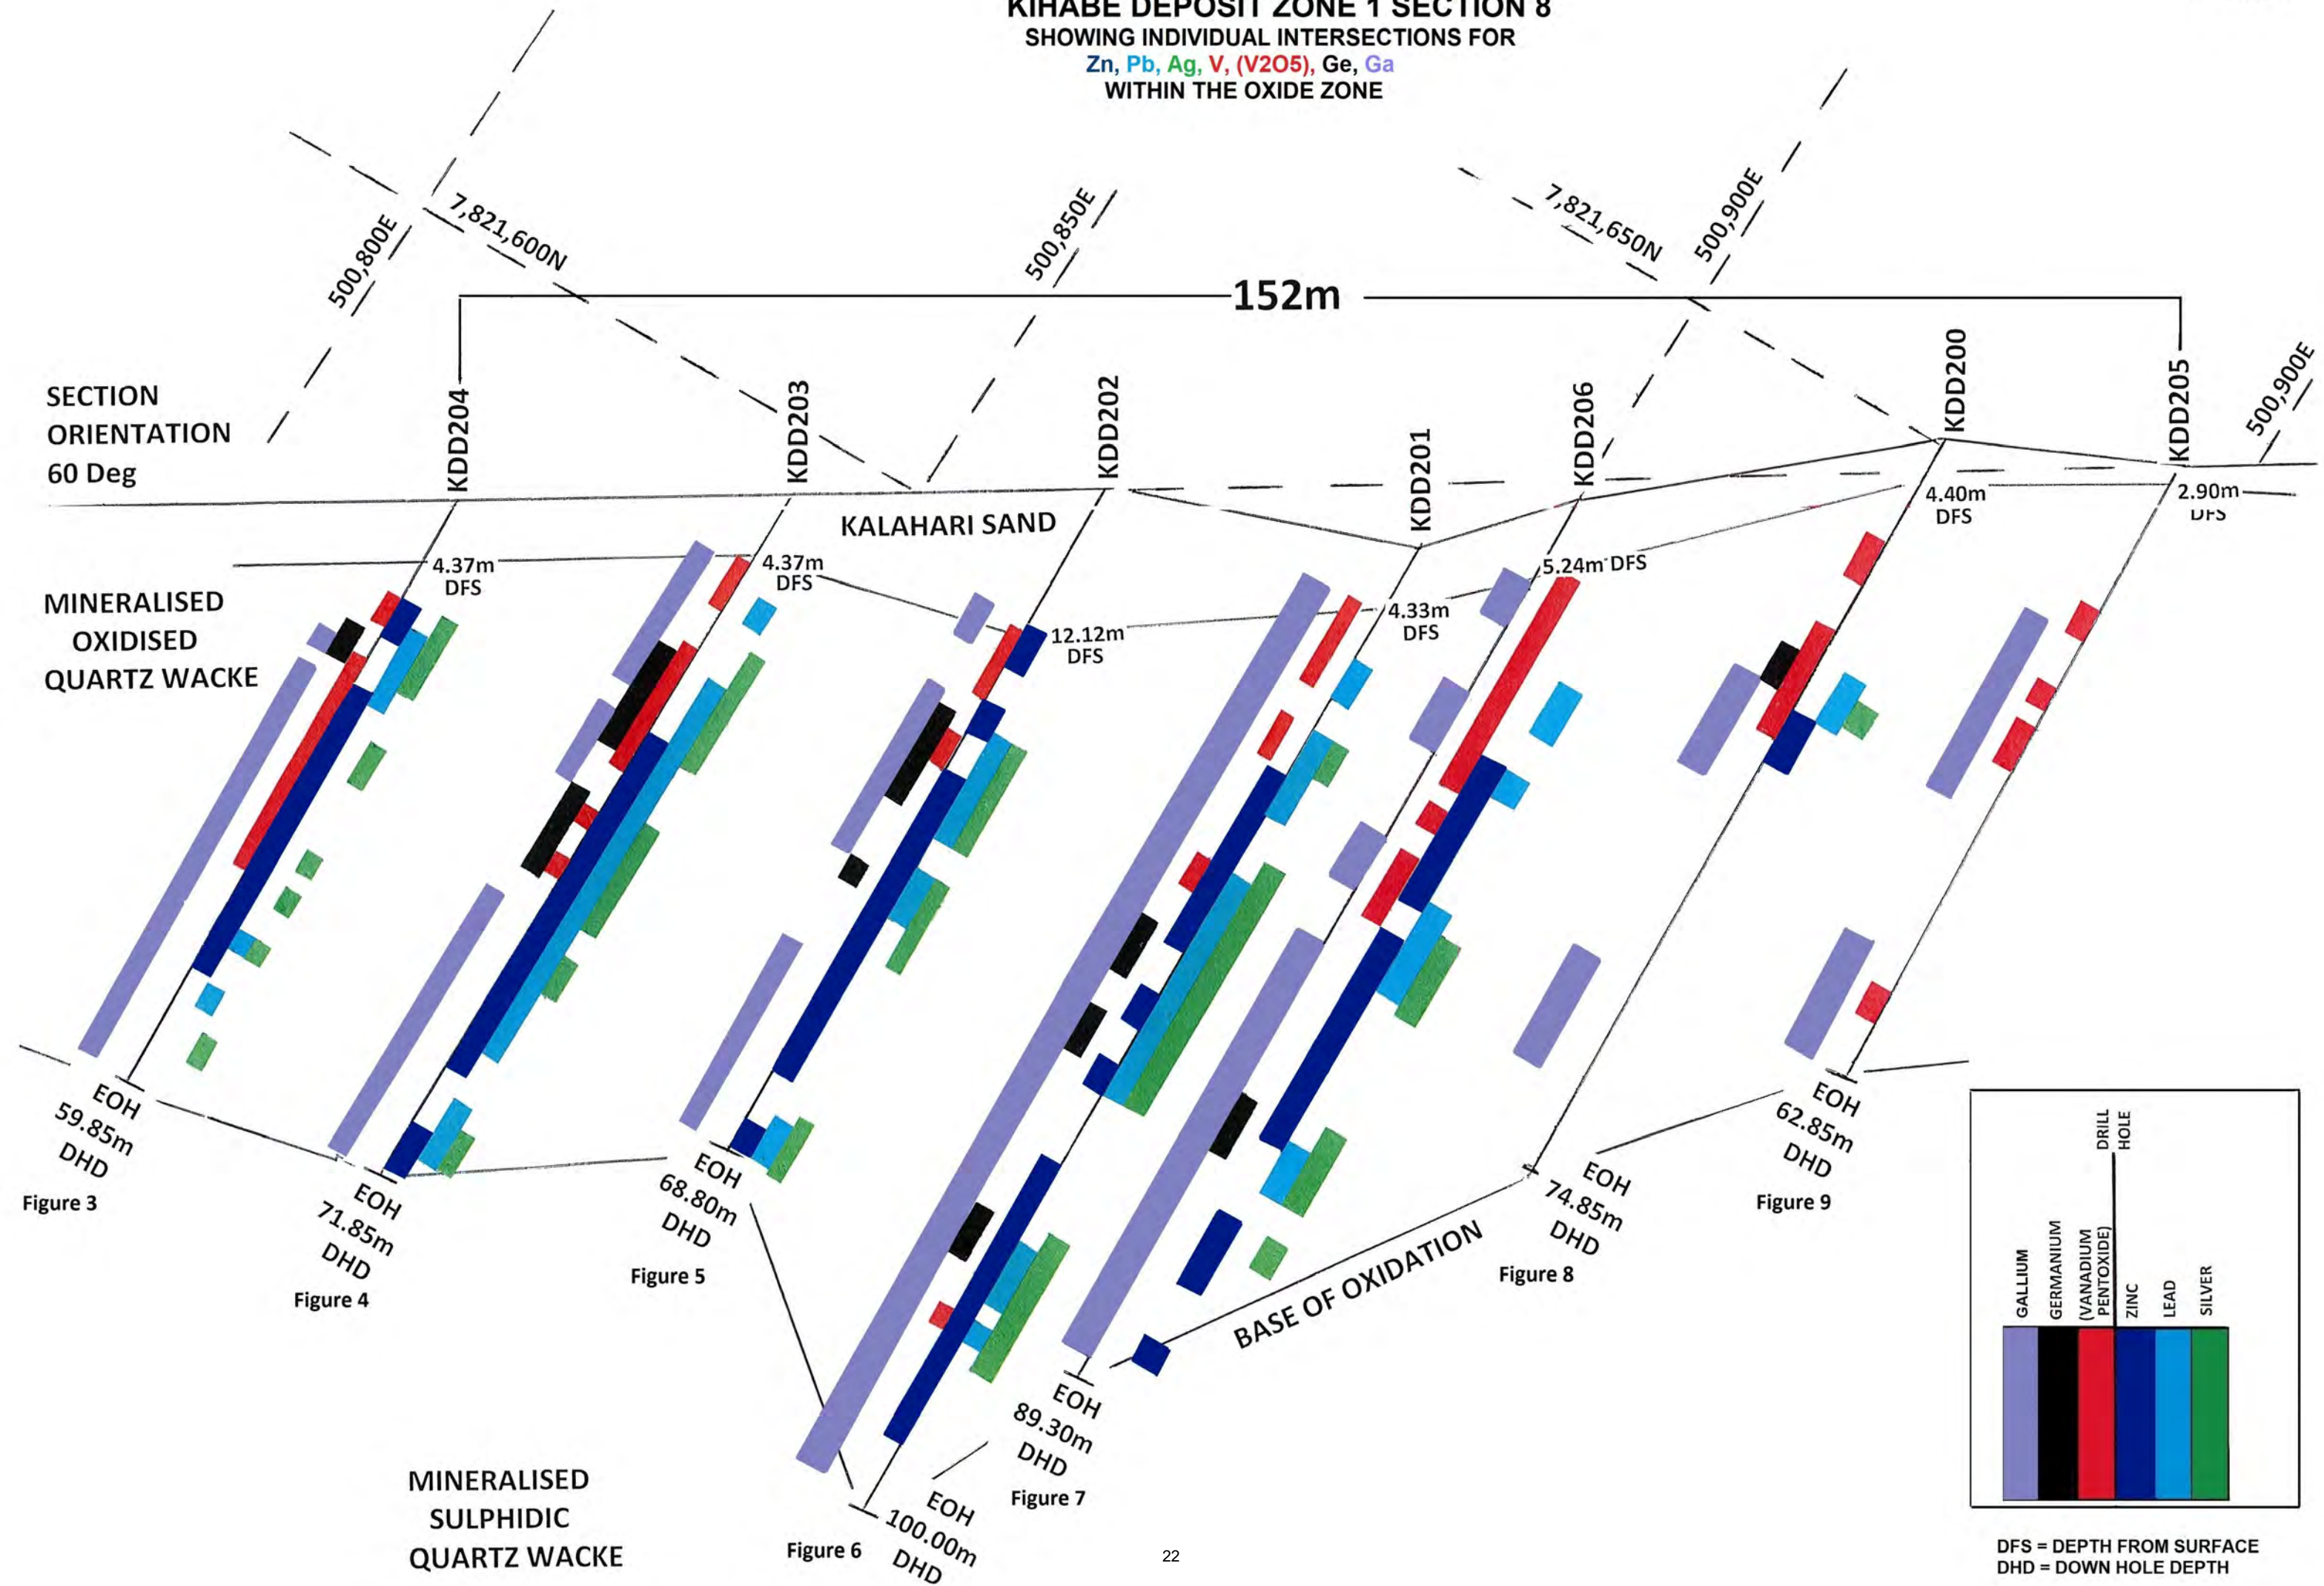 KIHABE DEPOSIT ZONE 1 SECTION 8
SHOWING INDIVIDUAL INTERSECTIONS FOR
Zn, Pb, Ag, V, (V2O5), Ge, Ga
WITHIN THE OXIDE ZONE
500,800E
7,821,600N
500,850E
7,821,650N
500,900E
500,900E
152m
SECTION
ORIENTATION
60 Deg
KDD204
KDD203
KDD202
KDD201
KDD206
KDD200
KDD205
KALAHARI SAND
4.37m
DFS
4.37m
DFS
12.12m
DFS
4.33m
DFS
5.24m DFS
4.40m
DFS
2.90m
DFS
MINERALISED
OXIDISED
QUARTZ WACKE
EOH
59.85m
DHD
Figure 3
EOH
71.85m
DHD
Figure 4
EOH
68.80m
DHD
Figure 5
EOH
100.00m
DHD
Figure 6
EOH
89.30m
DHD
Figure 7
EOH
74.85m
DHD
Figure 8
EOH
62.85m
DHD
Figure 9
BASE OF OXIDATION
MINERALISED
SULPHIDIC
QUARTZ WACKE
DRILL
HOLE
GALLIUM
GERMANIUM
(VANADIUM
PENTOXIDE)
ZINC
LEAD
SILVER
DFS = DEPTH FROM SURFACE
DHD = DOWN HOLE DEPTH
22